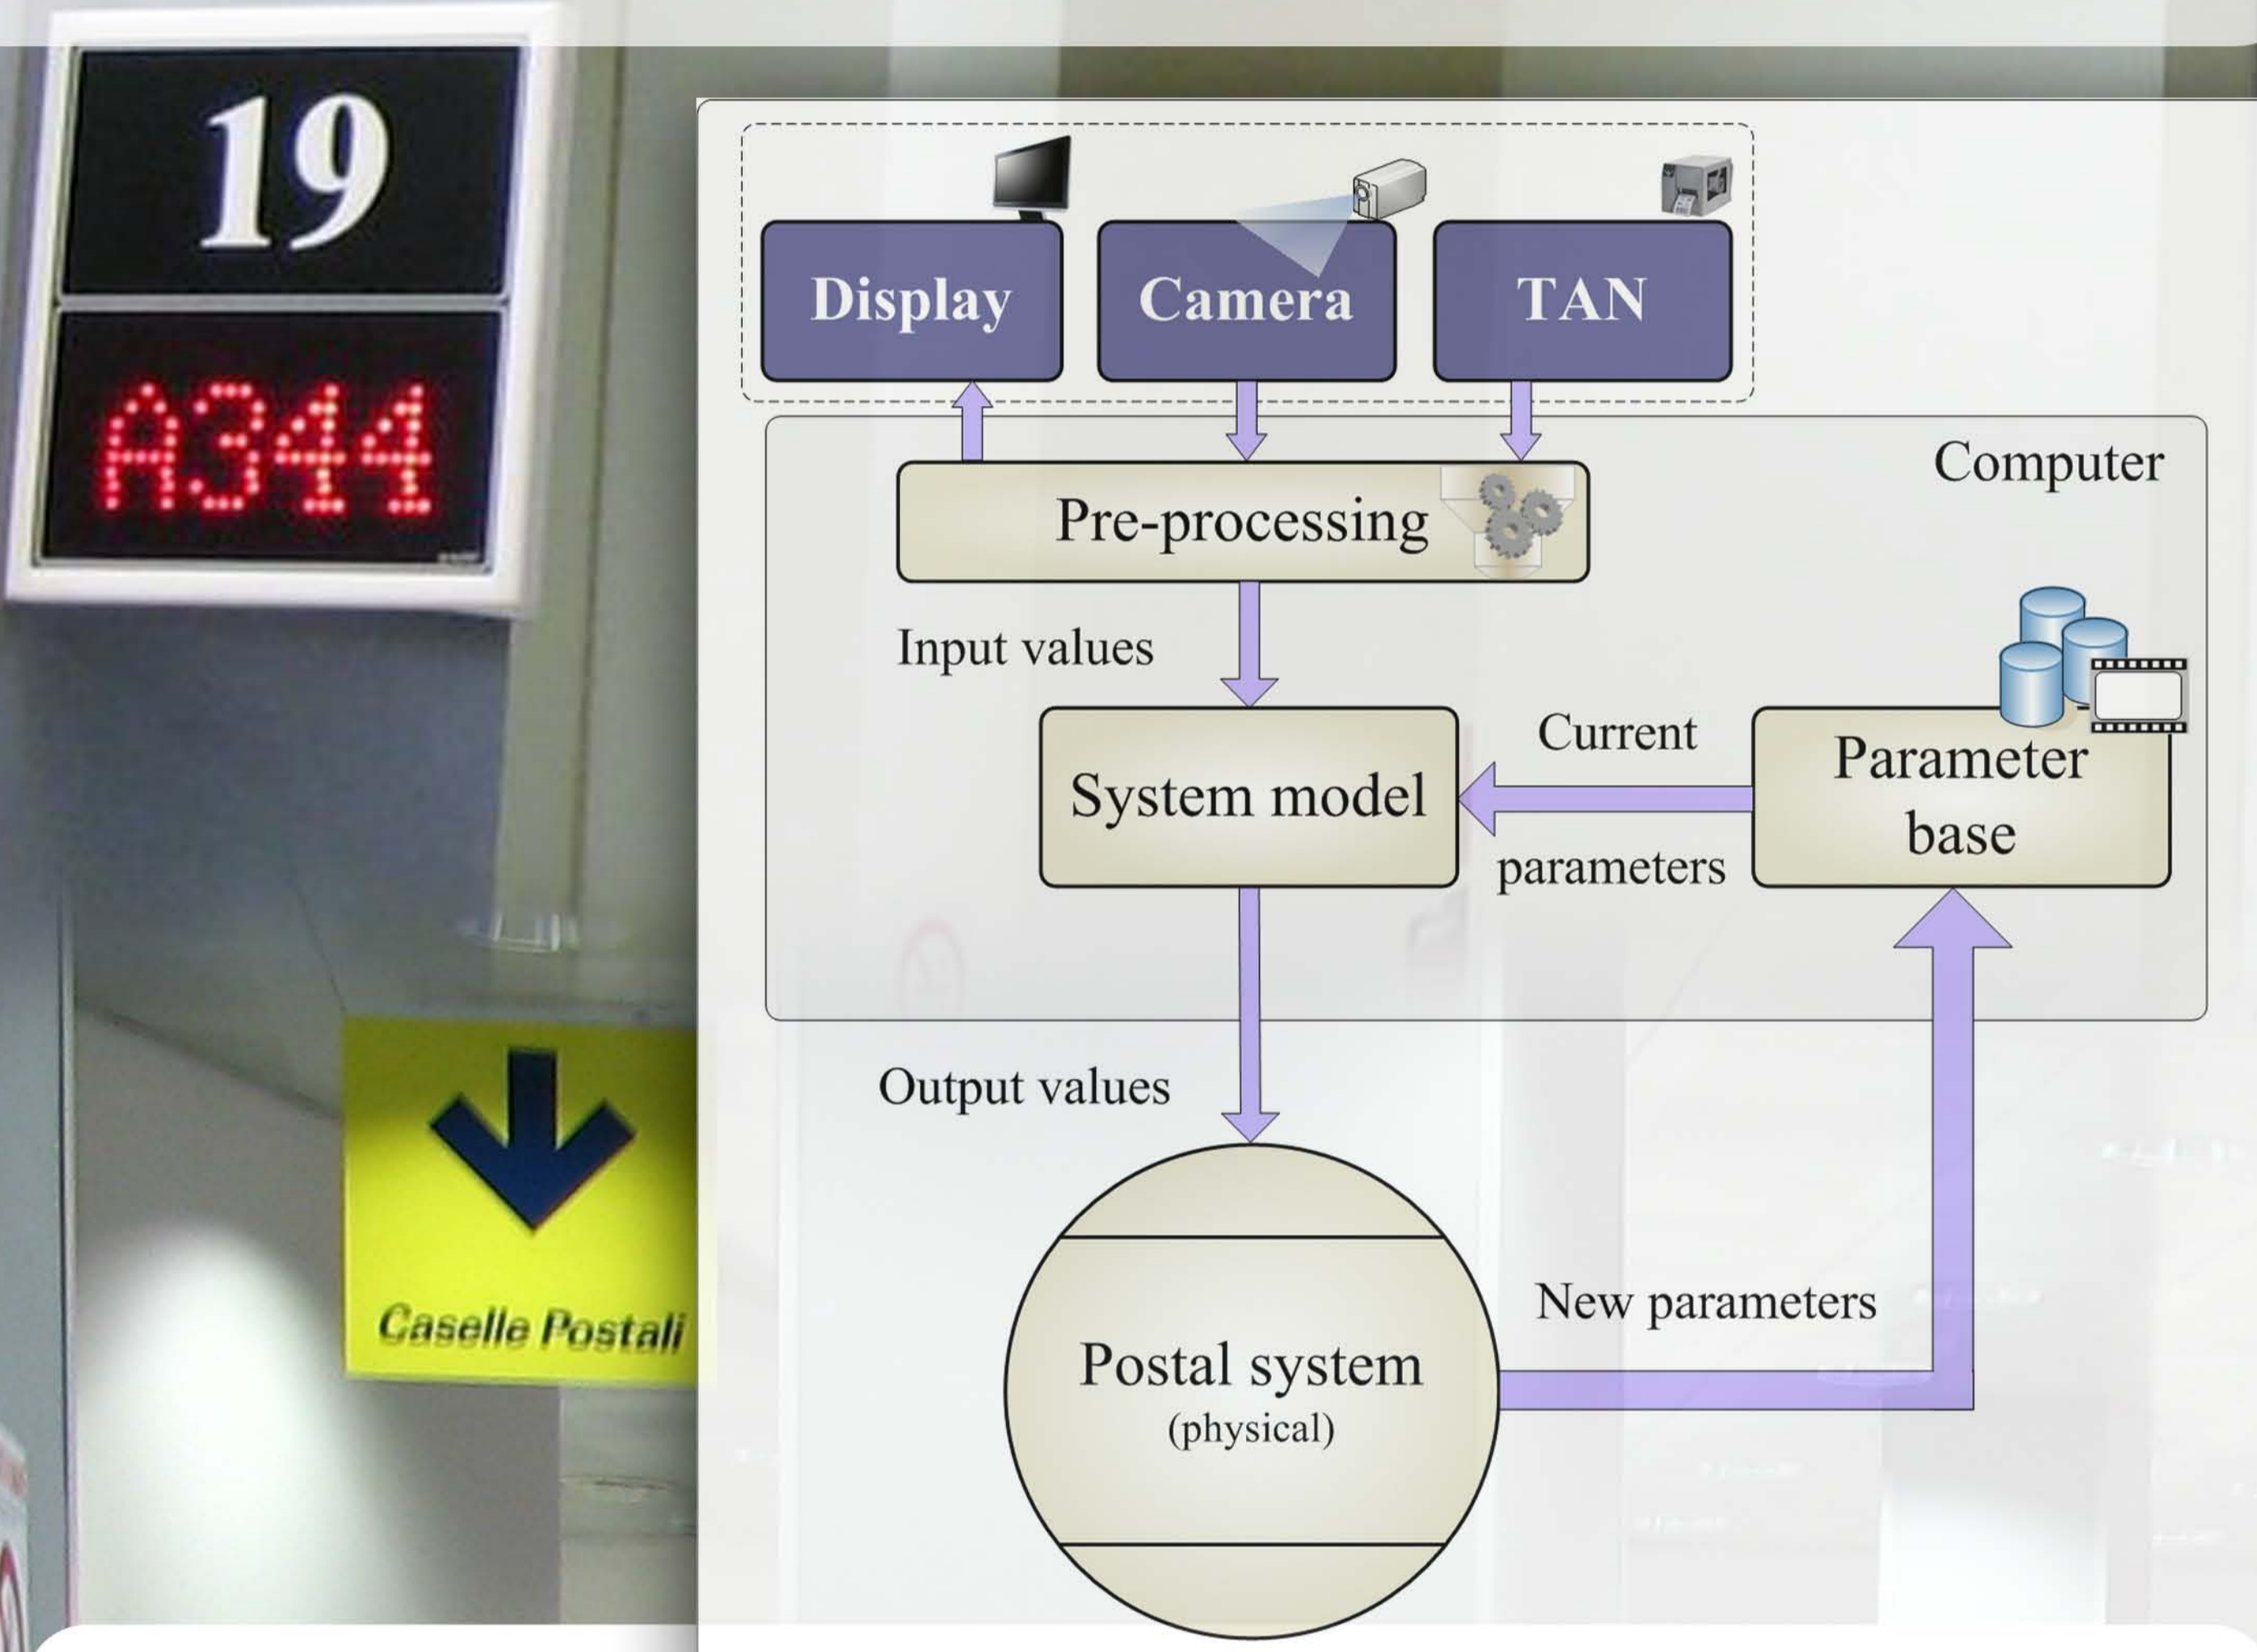 19
A344
Caselle Postali
Display
Camera
TAN
Computer
Pre-processing
Input values
System model
Current
parameters
Parameter
base
Output values
New parameters
Postal system
(physical)